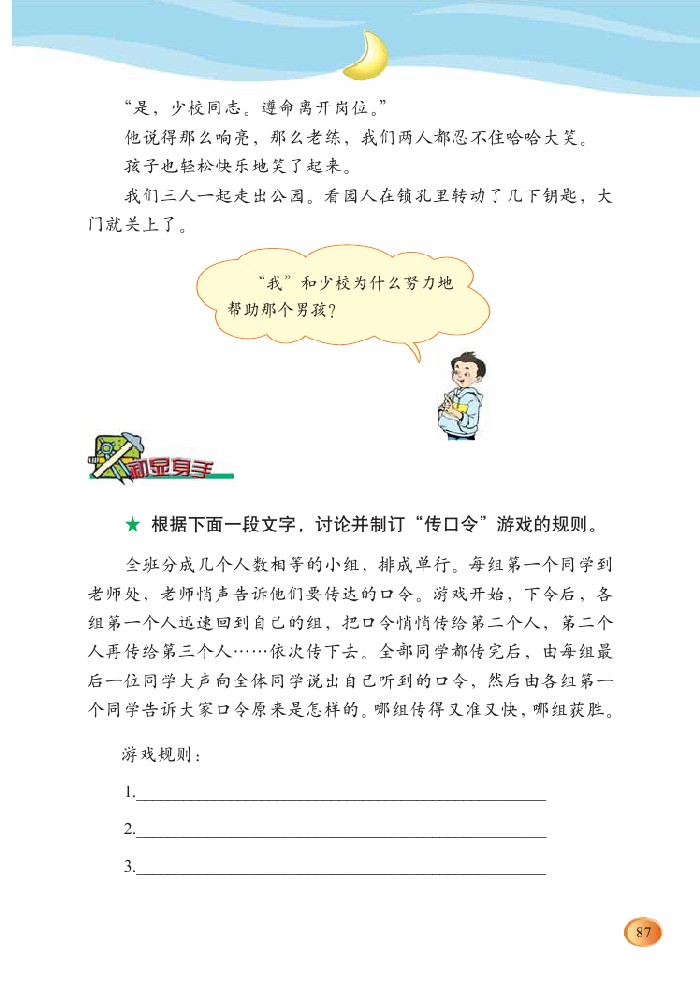 “是，少校同志。遵命离开岗位。”
他说得那么响亮，那么老练，我们两人都忍不住哈哈大笑。
孩子也轻松快乐地笑了起来。
我们三人一起走出公园。看园人在锁孔里转动了几下钥匙，大
门就关上了。
“我”和少校为什么努力地
帮助那个男孩？
初显身手
★ 根据下面一段文字，讨论并制订“传口令”游戏的规则。
全班分成几个人数相等的小组，排成单行。每组第一个同学到
老师处，老师悄声告诉他们要传达的口令。游戏开始，下令后，各
组第一个人迅速回到自己的组，把口令悄悄传给第二个人，第二个
人再传给第三个人……依次传下去。全部同学都传完后，由每组最
后一位同学大声向全体同学说出自己听到的口令，然后由各组第一
个同学告诉大家口令原来是怎样的。哪组传得又准又快，哪组获胜。
游戏规则：
1.
2.
3.
87